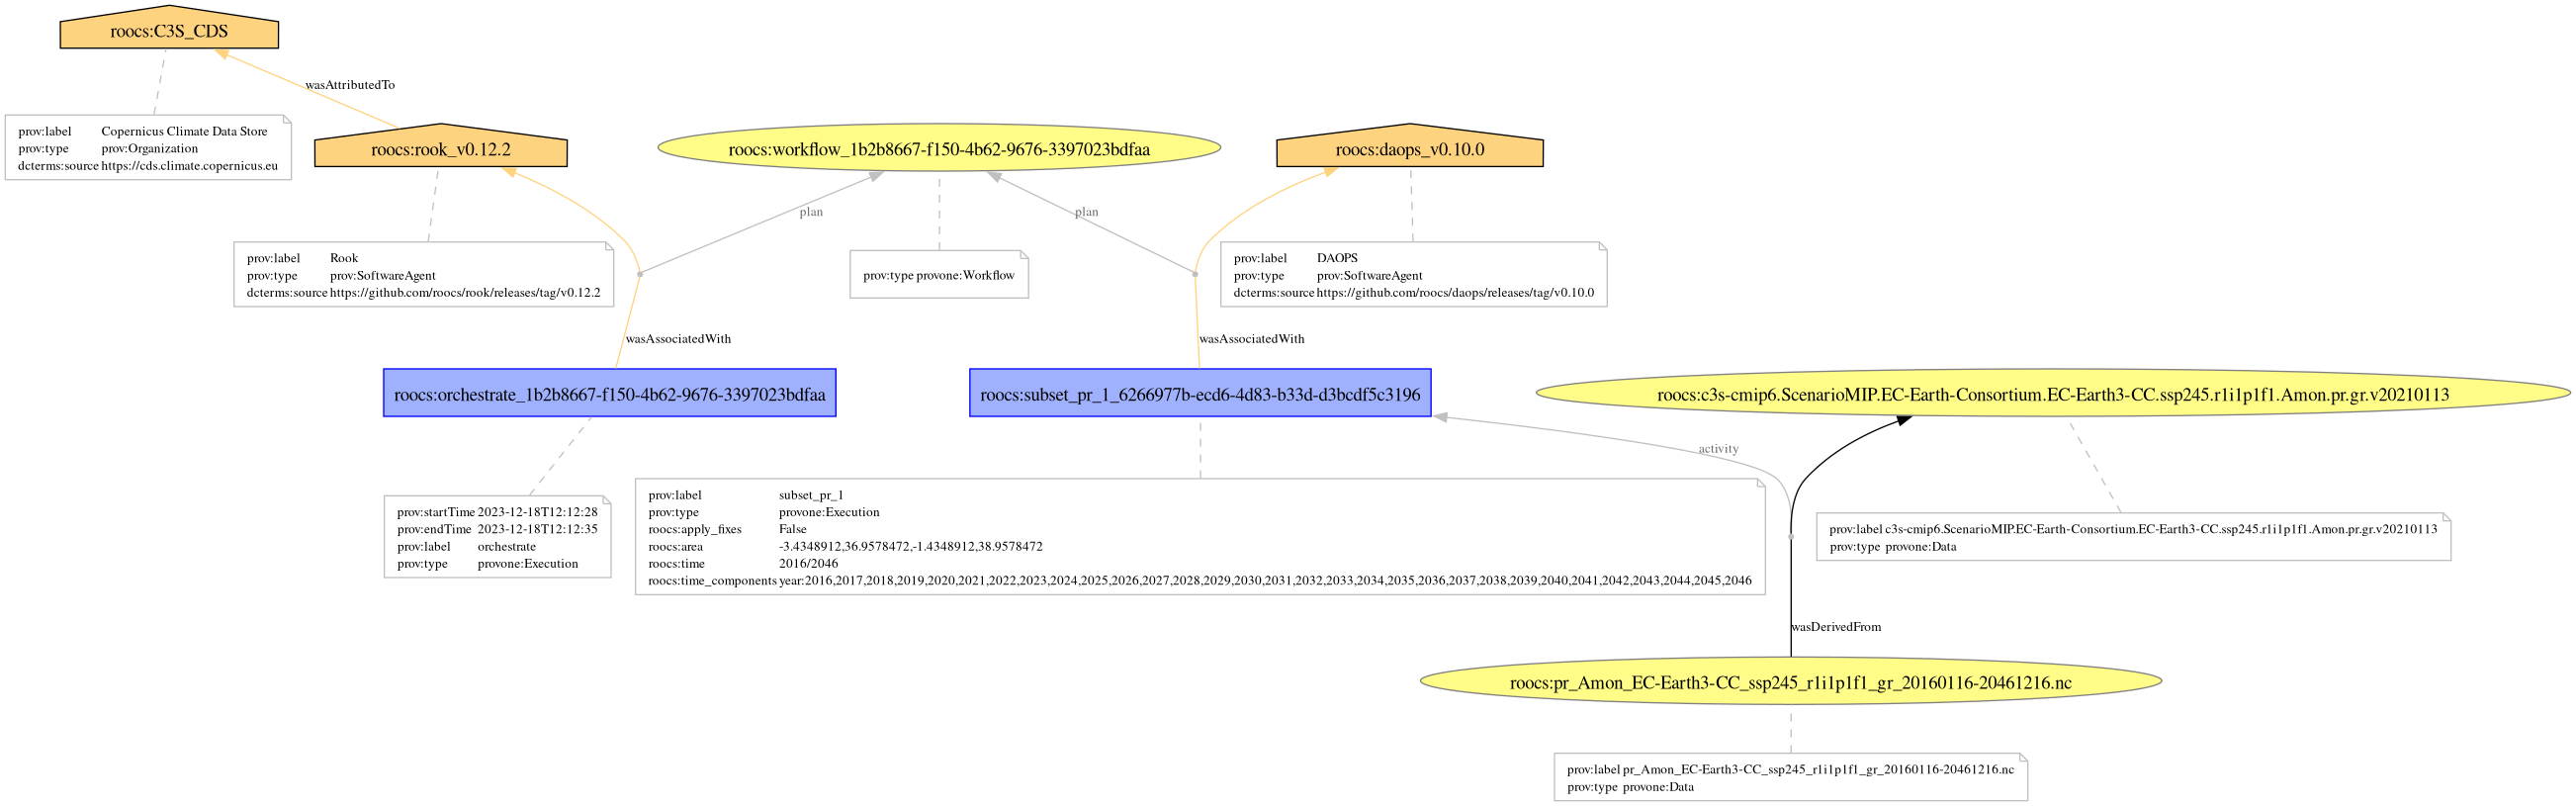 roocs:C3S_CDS
wasAttributedTo
prov:label Copernicus Climate Data Store
prov:type prov:Organization
dcterms:source https://cds.climate.copernicus.eu
roocs:rook_v0.12.2
roocs:workflow_1b2b8667-f150-4b62-9676-3397023bdfaa
roocs:daops_v0.10.0
plan
plan
prov:label Rook
prov:type prov:SoftwareAgent
dcterms:source https://github.com/roocs/rook/releases/tag/v0.12.2
prov:type provone:Workflow
prov:label DAOPS
prov:type prov:SoftwareAgent
dcterms:source https://github.com/roocs/daops/releases/tag/v0.10.0
wasAssociatedWith
wasAssociatedWith
roocs:orchestrate_1b2b8667-f150-4b62-9676-3397023bdfaa
roocs:subset_pr_1_6266977b-ecd6-4d83-b33d-d3bcdf5c3196
roocs:c3s-cmip6.ScenarioMIP.EC-Earth-Consortium.EC-Earth3-CC.ssp245.r1i1p1f1.Amon.pr.gr.v20210113
activity
prov:startTime 2023-12-18T12:12:28
prov:endTime 2023-12-18T12:12:35
prov:label orchestrate
prov:type provone:Execution
prov:label subset_pr_1
prov:type provone:Execution
roocs:apply_fixes False
roocs:area -3.4348912,36.9578472,-1.4348912,38.9578472
roocs:time 2016/2046
roocs:time_components year:2016,2017,2018,2019,2020,2021,2022,2023,2024,2025,2026,2027,2028,2029,2030,2031,2032,2033,2034,2035,2036,2037,2038,2039,2040,2041,2042,2043,2044,2045,2046
prov:label c3s-cmip6.ScenarioMIP.EC-Earth-Consortium.EC-Earth3-CC.ssp245.r1i1p1f1.Amon.pr.gr.v20210113
prov:type provone:Data
wasDerivedFrom
roocs:pr_Amon_EC-Earth3-CC_ssp245_r1i1p1f1_gr_20160116-20461216.nc
prov:label pr_Amon_EC-Earth3-CC_ssp245_r1i1p1f1_gr_20160116-20461216.nc
prov:type provone:Data